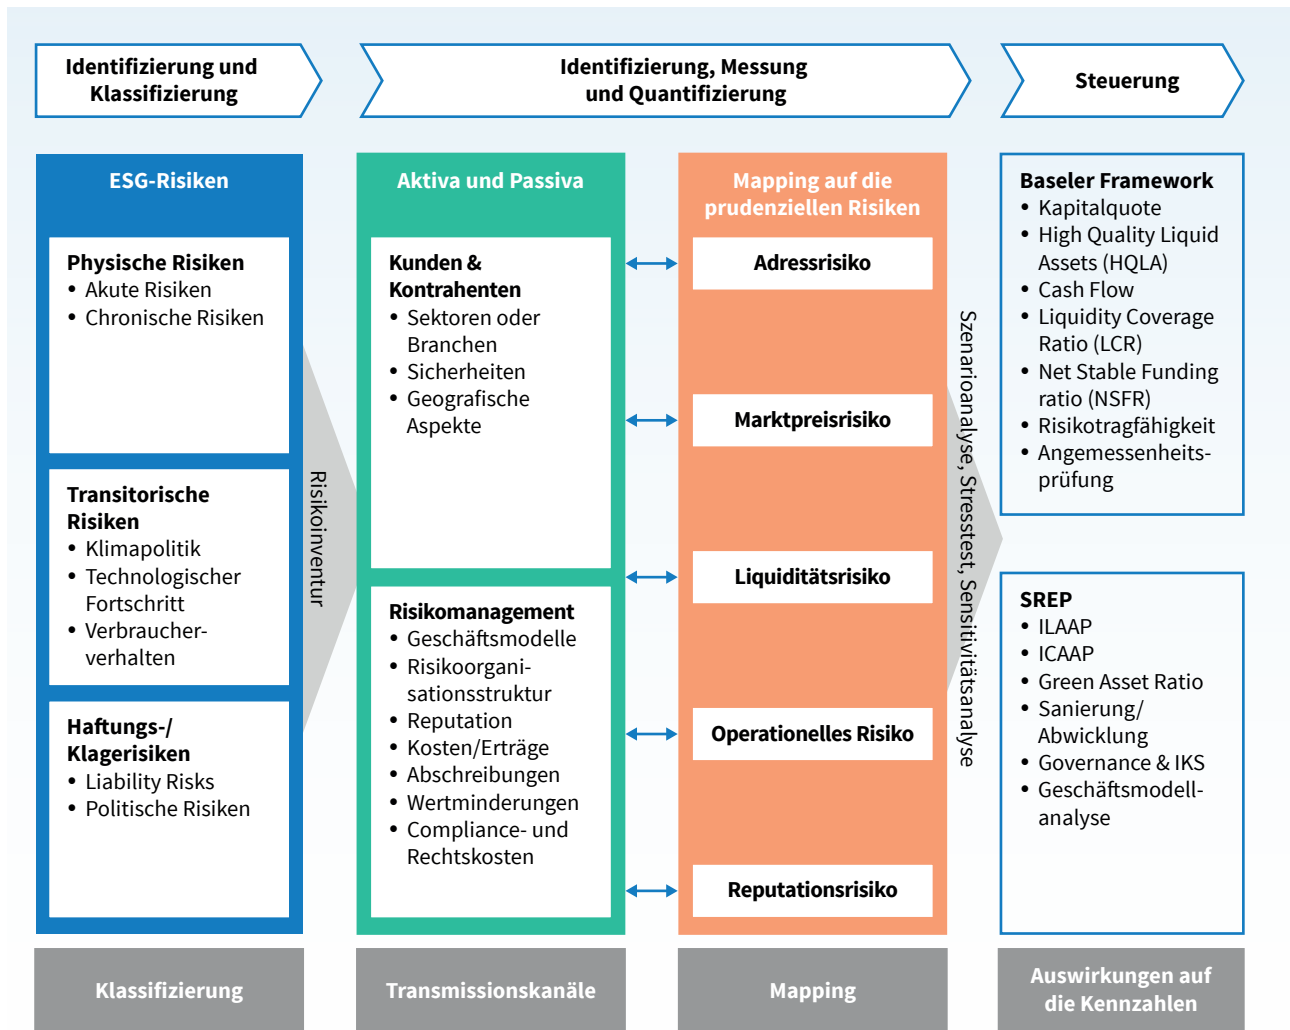 Identifizierung und
Klassifizierung
Identifizierung, Messung
und Quantifizierung
Steuerung
ESG-Risiken
Physische Risiken
• Akute Risiken
• Chronische Risiken
Transitorische
Risiken
• Klimapolitik
• Technologischer
Fortschritt
• Verbraucher-
verhalten
Haftungs-/
Klagerisiken
• Liability Risks
• Politische Risiken
Klassifizierung
Risikoinventur
Aktiva und Passiva
Kunden &
Kontrahenten
• Sektoren oder
Branchen
• Sicherheiten
• Geografische
Aspekte
Risikomanagement
• Geschäftsmodelle
• Risikoorgani-
sationsstruktur
• Reputation
• Kosten/Erträge
• Abschreibungen
• Wertminderungen
• Compliance- und
Rechtskosten
Transmissionskanäle
Mapping auf die
prudenziellen Risiken
Adressrisiko
Marktpreisrisiko
Liquiditätsrisiko
Operationelles Risiko
Reputationsrisiko
Mapping
Szenarioanalyse, Stresstest, Sensitivitätsanalyse
Baseler Framework
• Kapitalquote
• High Quality Liquid
Assets (HQLA)
• Cash Flow
• Liquidity Coverage
Ratio (LCR)
• Net Stable Funding
ratio (NSFR)
• Risikotragfähigkeit
• Angemessenheits-
prüfung
SREP
• ILAAP
• ICAAP
• Green Asset Ratio
• Sanierung/
Abwicklung
• Governance & IKS
• Geschäftsmodell-
analyse
Auswirkungen auf
die Kennzahlen